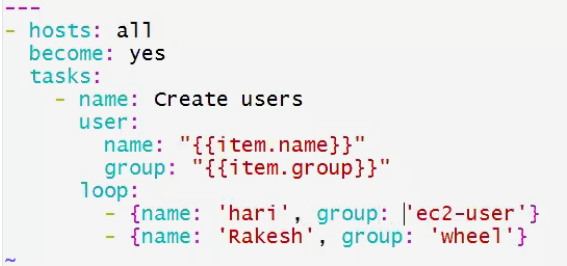 ---
- hosts: all
  become: yes
  tasks:
    - name: Create users
      user:
        name: "{{item.name}}"
        group: "{{item.group}}"
      loop:
        - {name: 'hari', group: 'ec2-user'}
        - {name: 'Rakesh', group: 'wheel'}
~